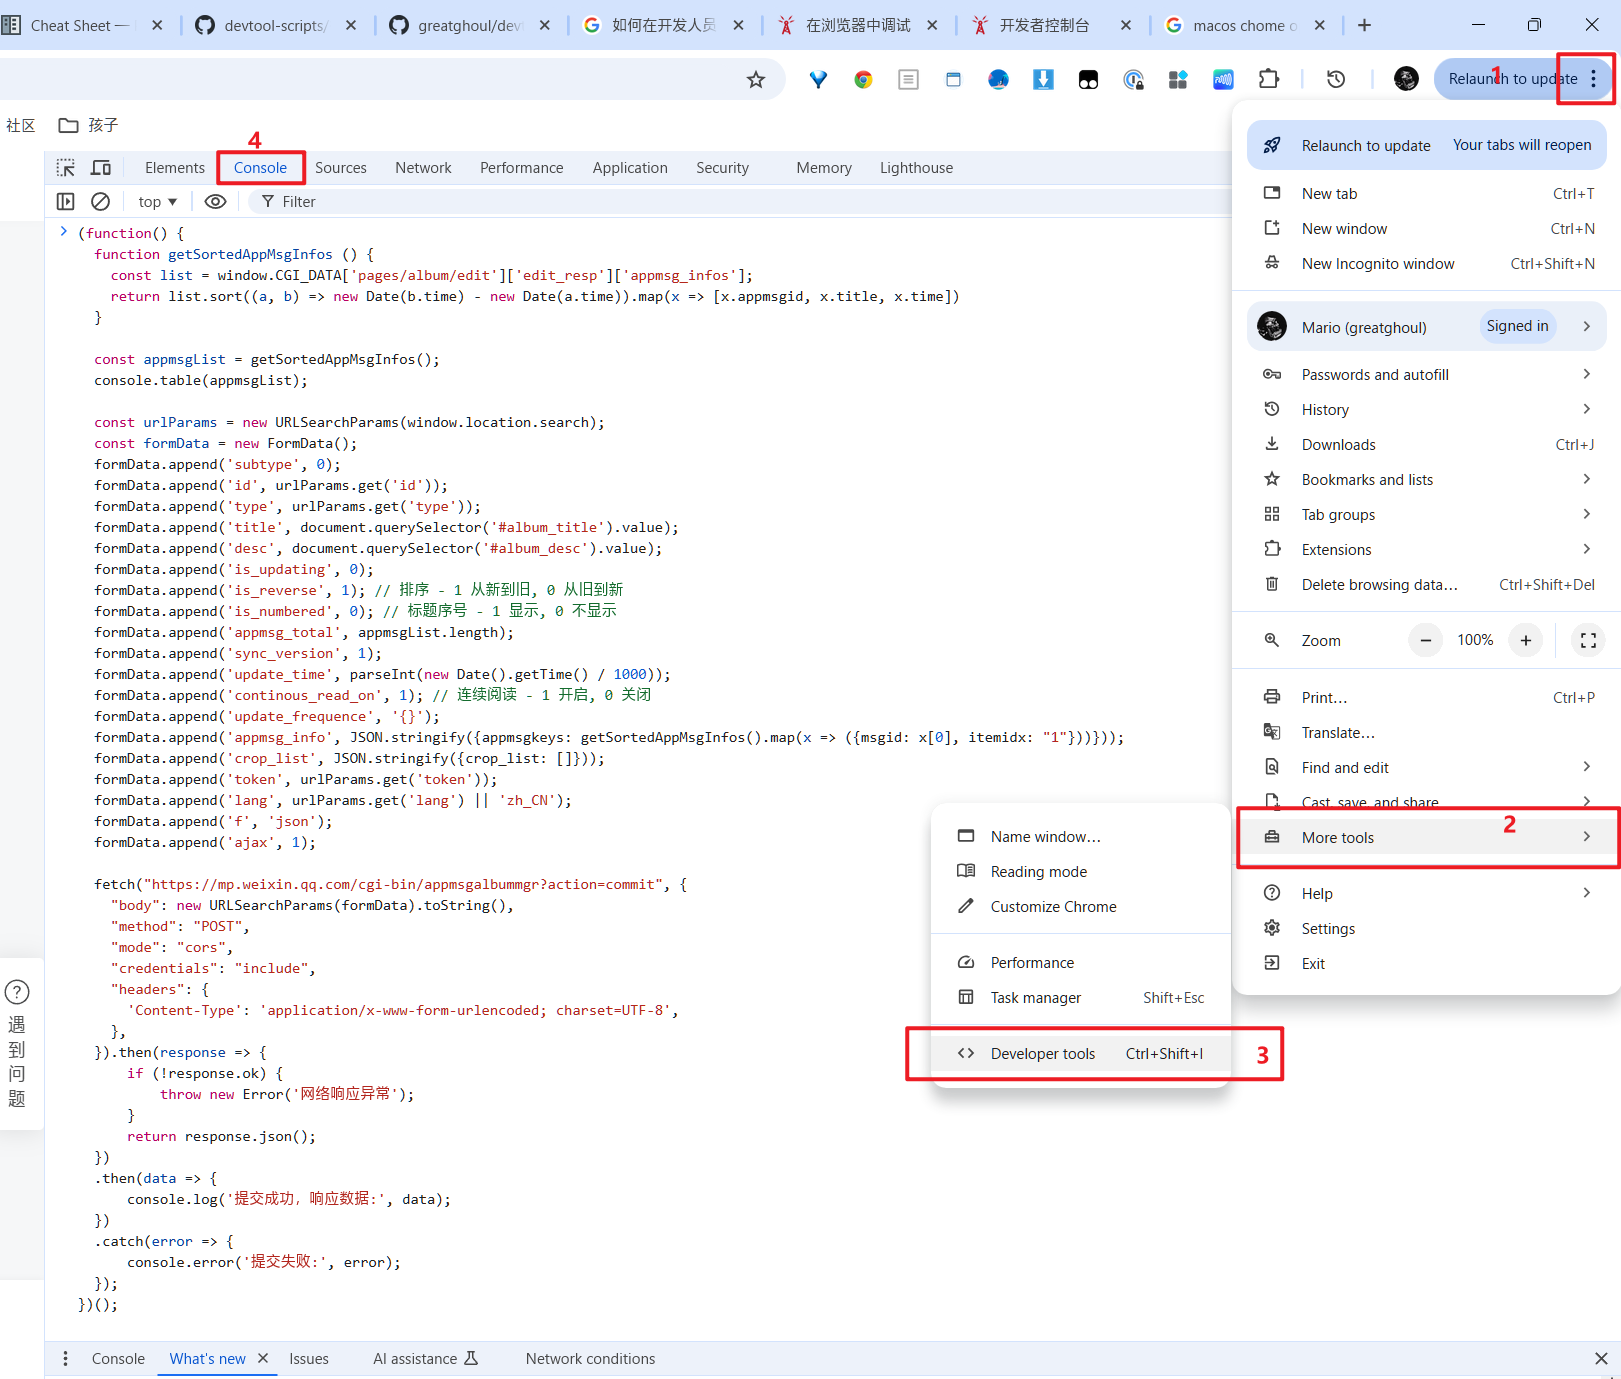 Cheat Sheet —
devtool-scripts/
greatghoul/dev
如何在开发人员
在浏览器中调试
开发者控制台
macos chome o
Relaunch to update
1
社区
孩子
4
Elements
Console
Sources
Network
Performance
Application
Security
Memory
Lighthouse
top
Filter
(function() {
function getSortedAppMsgInfos () {
const list = window.CGI_DATA['pages/album/edit']['edit_resp']['appmsg_infos'];
return list.sort((a, b) => new Date(b.time) - new Date(a.time)).map(x => [x.appmsgid, x.title, x.time])
}
const appmsgList = getSortedAppMsgInfos();
console.table(appmsgList);
const urlParams = new URLSearchParams(window.location.search);
const formData = new FormData();
formData.append('subtype', 0);
formData.append('id', urlParams.get('id'));
formData.append('type', urlParams.get('type'));
formData.append('title', document.querySelector('#album_title').value);
formData.append('desc', document.querySelector('#album_desc').value);
formData.append('is_updating', 0);
formData.append('is_reverse', 1); // 排序 - 1 从新到旧, 0 从旧到新
formData.append('is_numbered', 0); // 标题序号 - 1 显示, 0 不显示
formData.append('appmsg_total', appmsgList.length);
formData.append('sync_version', 1);
formData.append('update_time', parseInt(new Date().getTime() / 1000));
formData.append('continous_read_on', 1); // 连续阅读 - 1 开启, 0 关闭
formData.append('update_frequence', '{}');
formData.append('appmsg_info', JSON.stringify({appmsgkeys: getSortedAppMsgInfos().map(x => ({msgid: x[0], itemidx: "1"}))}));
formData.append('crop_list', JSON.stringify({crop_list: []}));
formData.append('token', urlParams.get('token'));
formData.append('lang', urlParams.get('lang') || 'zh_CN');
formData.append('f', 'json');
formData.append('ajax', 1);
fetch("https://mp.weixin.qq.com/cgi-bin/appmsgalbummgr?action=commit", {
"body": new URLSearchParams(formData).toString(),
"method": "POST",
"mode": "cors",
"credentials": "include",
"headers": {
'Content-Type': 'application/x-www-form-urlencoded; charset=UTF-8',
},
}).then(response => {
if (!response.ok) {
throw new Error('网络响应异常');
}
return response.json();
})
.then(data => {
console.log('提交成功，响应数据:', data);
})
.catch(error => {
console.error('提交失败:', error);
});
})();
遇到问题
Relaunch to update Your tabs will reopen
New tab Ctrl+T
New window Ctrl+N
New Incognito window Ctrl+Shift+N
Mario (greatghoul) Signed in
Passwords and autofill
History
Downloads Ctrl+J
Bookmarks and lists
Tab groups
Extensions
Delete browsing data… Ctrl+Shift+Del
Zoom − 100% +
Print… Ctrl+P
Translate…
Find and edit
Cast, save, and share
More tools
2
Help
Settings
Exit
Name window…
Reading mode
Customize Chrome
Performance
Task manager Shift+Esc
Developer tools Ctrl+Shift+I
3
Console
What's new
Issues
AI assistance
Network conditions